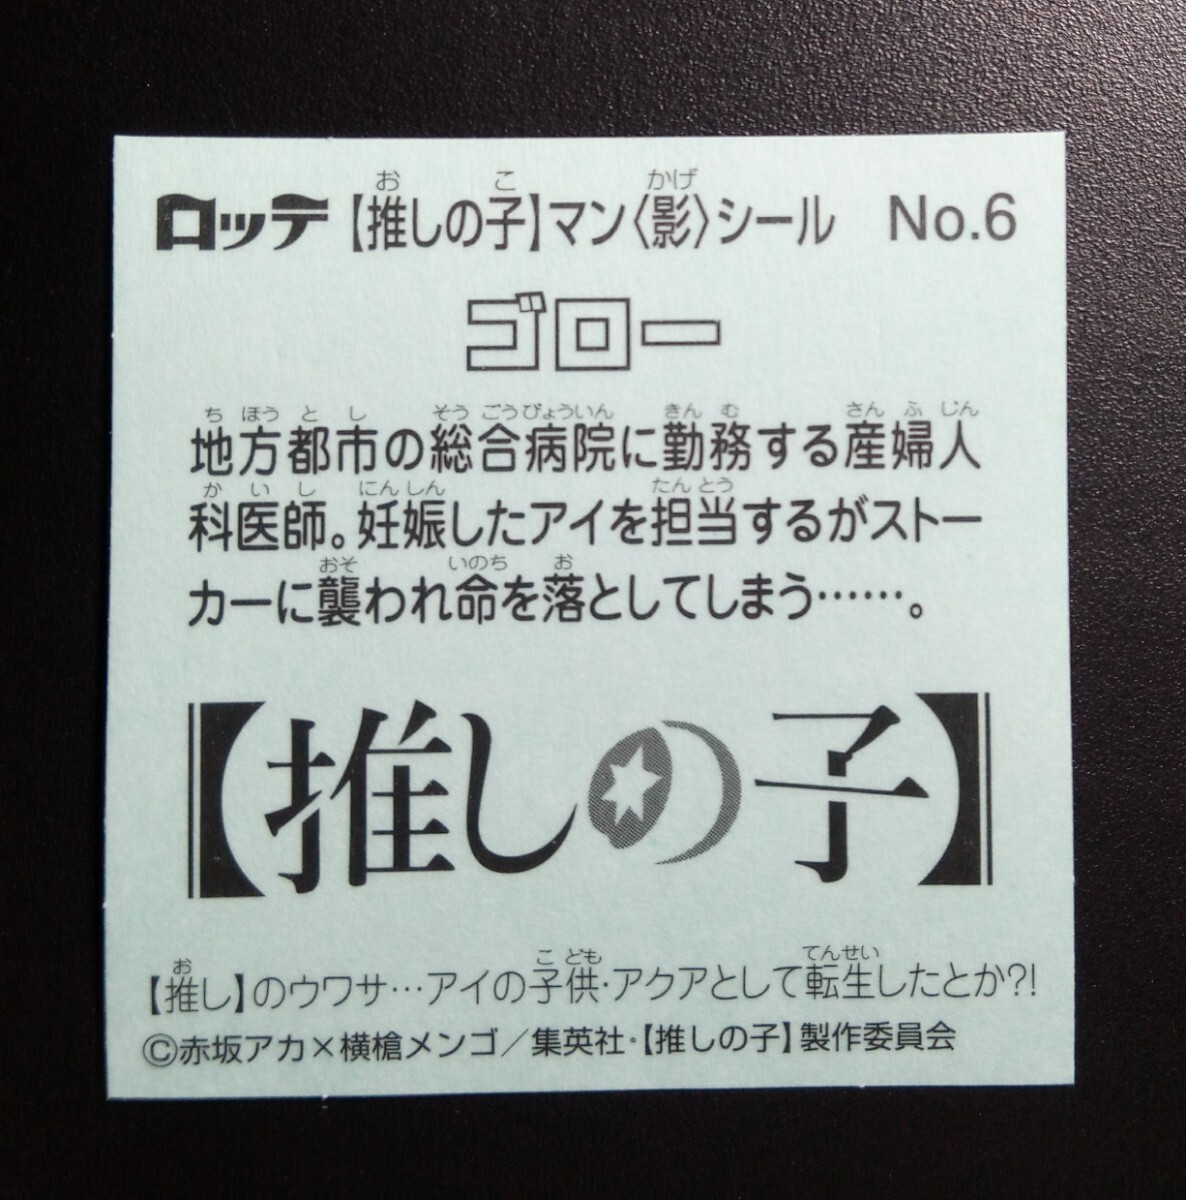 ロッテ【推しの子】マン〈影〉シール No.6
ゴロー
地方都市の総合病院に勤務する産婦人
科医師。妊娠したアイを担当するがストー
カーに襲われ命を落としてしまう……。
【推しの子】
【推し】のウワサ…アイの子供・アクアとして転生したとか?!
©赤坂アカ×横槍メンゴ／集英社・【推しの子】製作委員会